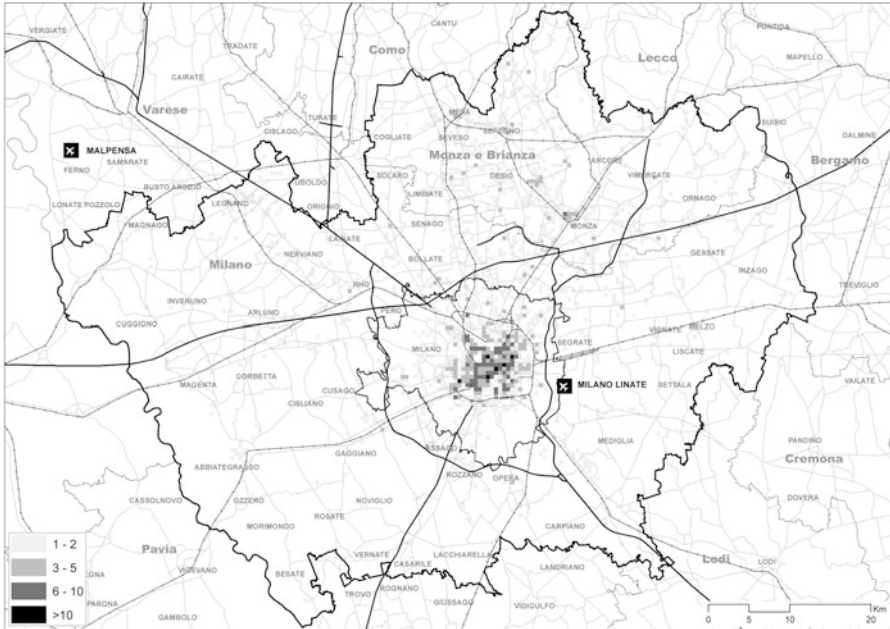 VERGIATE
CANTU
PONTIDA
TRADATE
Como
Lecco
MAPELLO
CAIRATE
Varese
TURATE
MEDA
SUISIO
CISLAGO
COGLIATE
SEVESO
SEREGNO
DALMINE
MALPENSA
SAMARATE
Monza e Brianza
ARCORE
Bergamo
FERNO
UBOLDO
SOLARO
DESIO
VIMERCATE
BUSTO ARSIZIO
LIMBIATE
ORNAGO
LONATE POZZOLO
LEGNANO
ORIGGIO
MAGNAGO
SENAGO
MONZA
LAINATE
NERVIANO
BOLLATE
GESSATE
Milano
INZAGO
RHO
TREVIGLIO
INVERUNO
ARLUNO
PERO
CUGGIONO
VIGNATE
MELZO
MILANO
SEGRATE
LISCATE
CORBETTA
VAILATE
MAGENTA
CUSAGO
MILANO LINATE
SETTALA
CISLIANO
MEDIGLIA
PANDINO
ASSAGO
GAGGIANO
Cremona
ABBIATEGRASSO
ROZZANO
OPERA
CASSOLNOVO
OZZERO
NOVIGLIO
DOVERA
ROSATE
MORIMONDO
CARPIANO
1 - 2
Pavia
VERNATE
LACCHIARELLA
Lodi
LODI
3 - 5
CASARILE
LANDRIANO
GNA
VIGEVANO
BESATE
6 - 10
ROGNANO
TROVO
PARONA
GIUSSAGO
VIDIGULFO
>10
GAMBOLO
Km
0 5 10 20